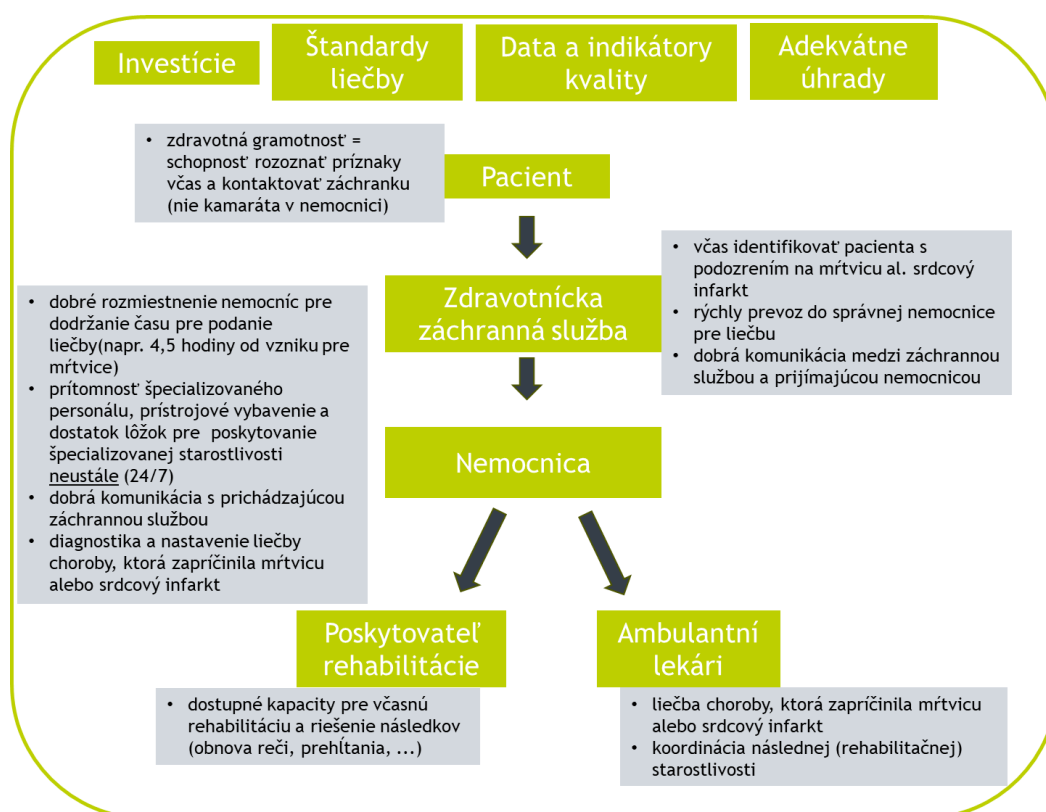 Investície
Štandardy
liečby
Data a indikátory
kvality
Adekvátne
úhrady
• zdravotná gramotnosť =
schopnosť rozoznať príznaky
včas a kontaktovať záchranku
(nie kamaráta v nemocnici)
Pacient
• včas identifikovať pacienta s
podozrením na mŕtvicu al. srdcový
infarkt
• rýchly prevoz do správnej nemocnice
pre liečbu
• dobrá komunikácia medzi záchrannou
službou a prijímajúcou nemocnicou
Zdravotnícka
záchranná služba
• dobré rozmiestnenie nemocníc pre
dodržanie času pre podanie
liečby(napr. 4,5 hodiny od vzniku pre
mŕtvice)
• prítomnosť špecializovaného
personálu, prístrojové vybavenie a
dostatok lôžok pre poskytovanie
špecializovanej starostlivosti
neustále (24/7)
• dobrá komunikácia s prichádzajúcou
záchrannou službou
• diagnostika a nastavenie liečby
choroby, ktorá zapríčinila mŕtvicu
alebo srdcový infarkt
Nemocnica
Poskytovateľ
rehabilitácie
• dostupné kapacity pre včasnú
rehabilitáciu a riešenie následkov
(obnova reči, prehĺtania, ...)
Ambulantní
lekári
• liečba choroby, ktorá zapríčinila mŕtvicu
alebo srdcový infarkt
• koordinácia následnej (rehabilitačnej)
starostlivosti